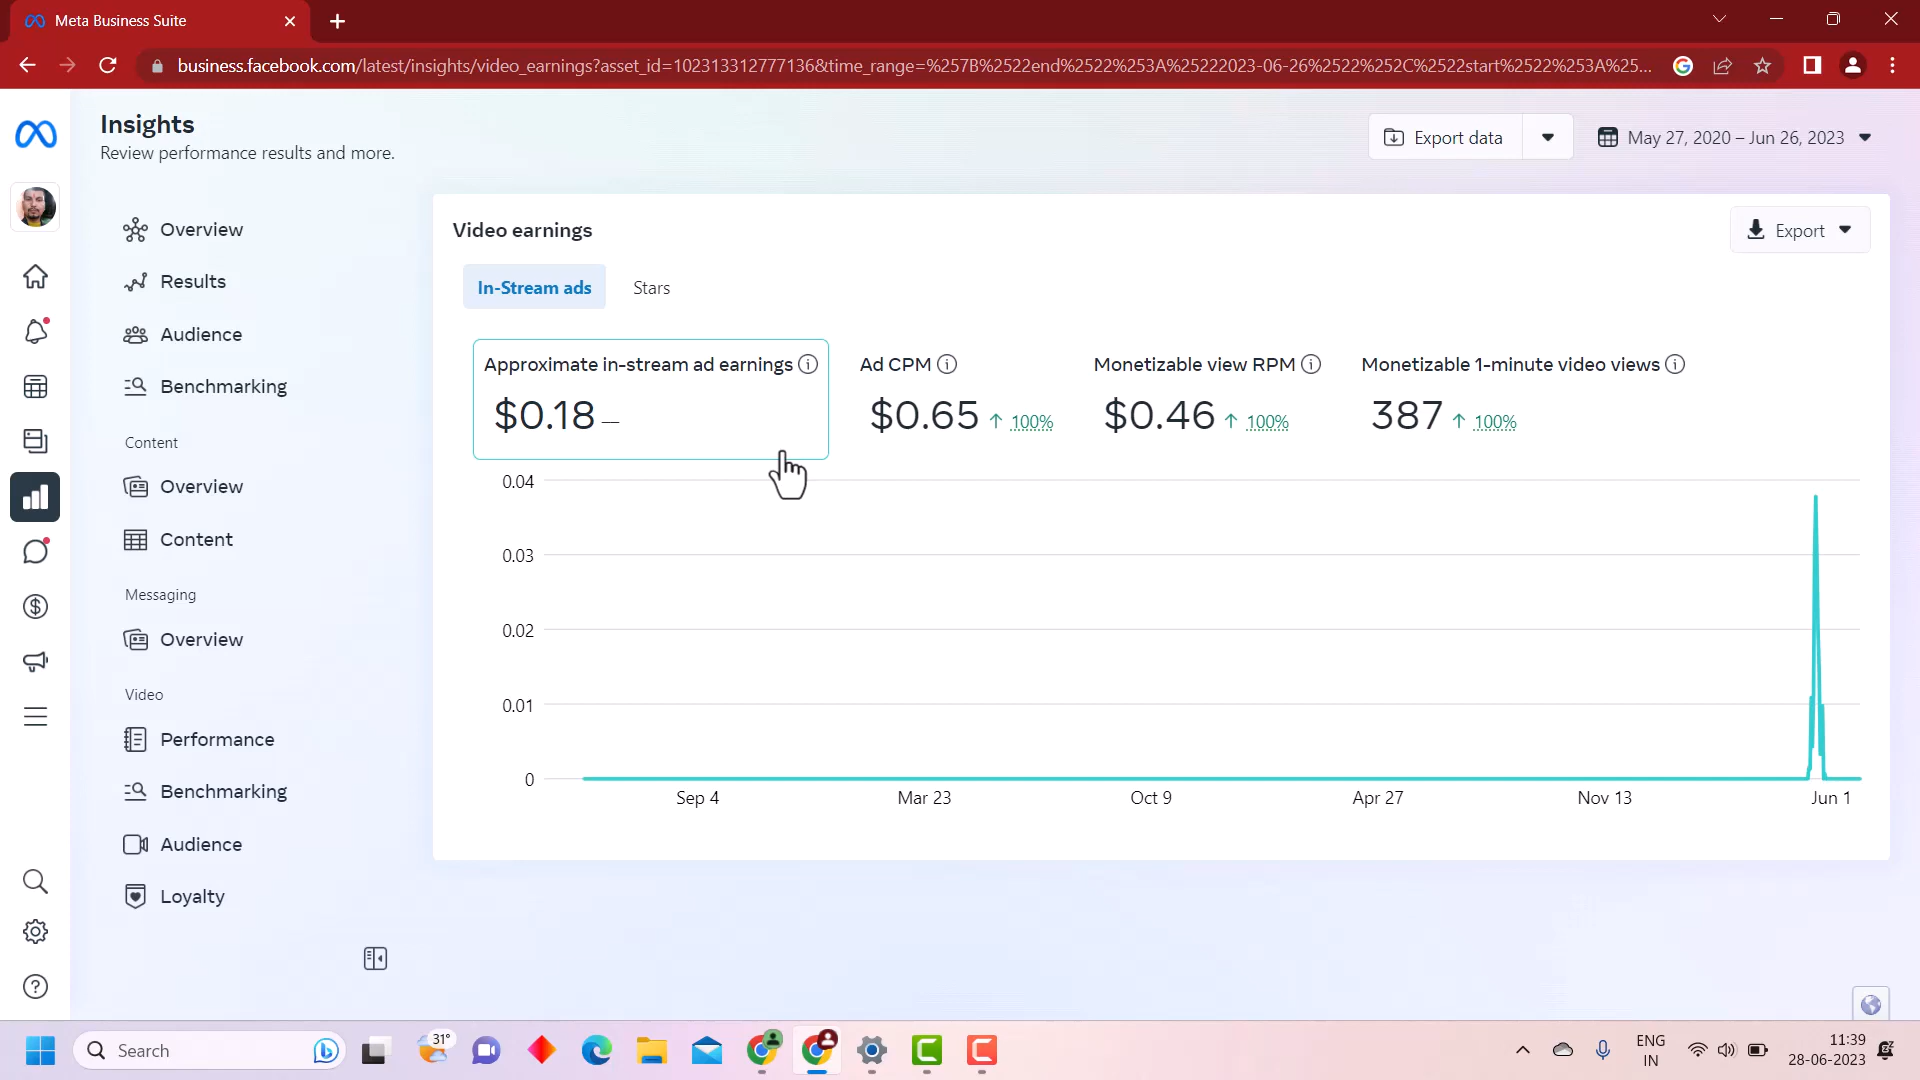 Meta Business Suite
business.facebook.com/latest/insights/video_earnings?asset_id=102313312777136&time_range=%257B%2522end%2522%253A%25222023-06-26%2522%252C%2522start%2522%253A%25...
Insights
Review performance results and more.
Export data
May 27, 2020 – Jun 26, 2023
Overview
Results
Audience
Benchmarking
Content
Overview
Content
Messaging
Overview
Video
Performance
Benchmarking
Audience
Loyalty
Video earnings
Export
In-Stream ads
Stars
Approximate in-stream ad earnings
$0.18 —
Ad CPM
$0.65 ↑ 100%
Monetizable view RPM
$0.46 ↑ 100%
Monetizable 1-minute video views
387 ↑ 100%
0.04
0.03
0.02
0.01
0
Sep 4 Mar 23 Oct 9 Apr 27 Nov 13 Jun 1
Search
31°
ENG
IN
11:39
28-06-2023